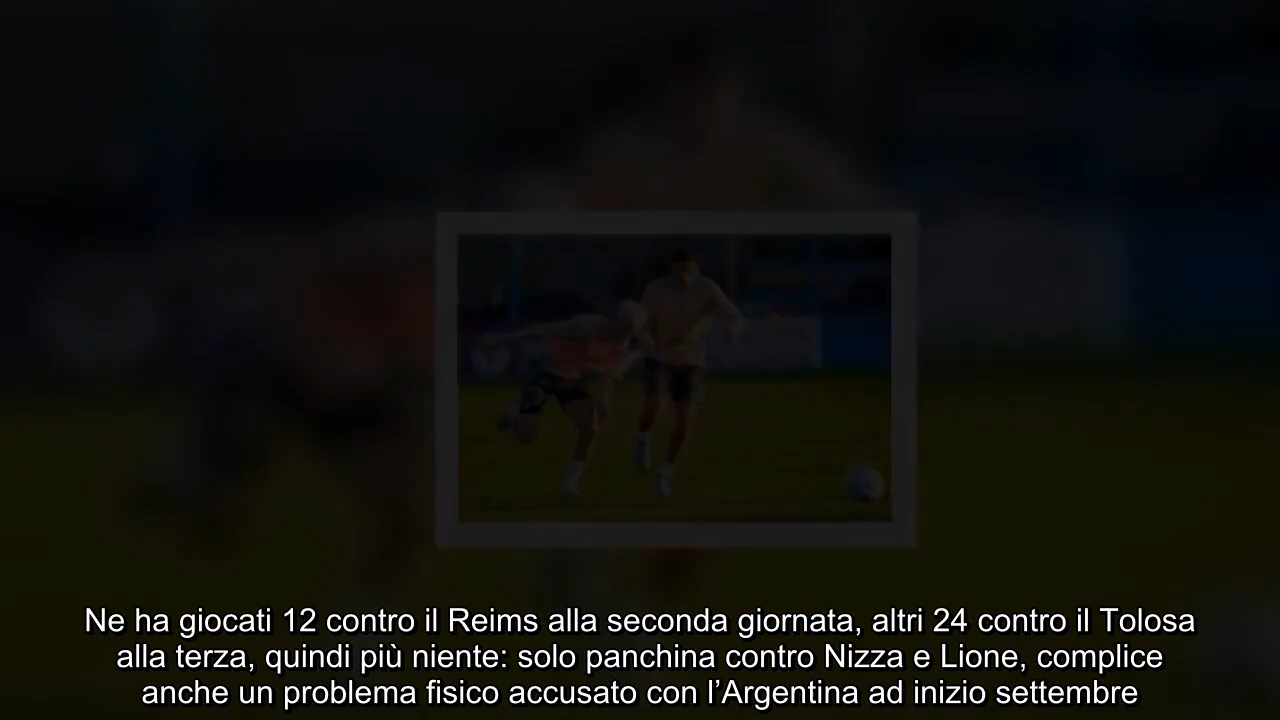 Ne ha giocati 12 contro il Reims alla seconda giornata, altri 24 contro il Tolosa
alla terza, quindi più niente: solo panchina contro Nizza e Lione, complice
anche un problema fisico accusato con l’Argentina ad inizio settembre